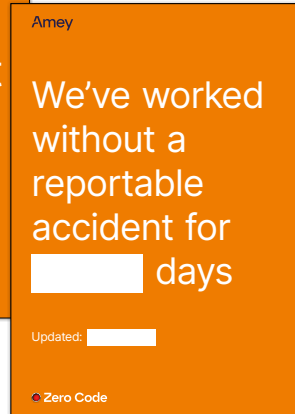 Amey
We've worked
without a
reportable
accident for
days
Updated:
Zero Code